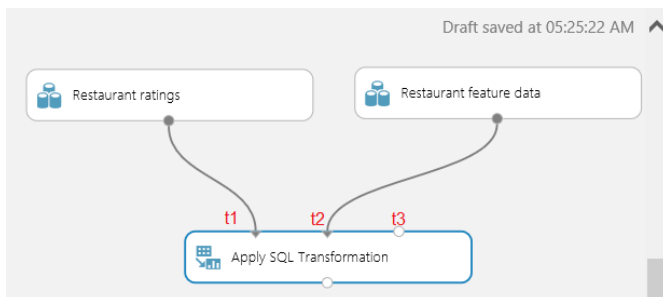 Draft saved at 05:25:22 AM
Restaurant ratings
Restaurant feature data
t1
t2
t3
Apply SQL Transformation